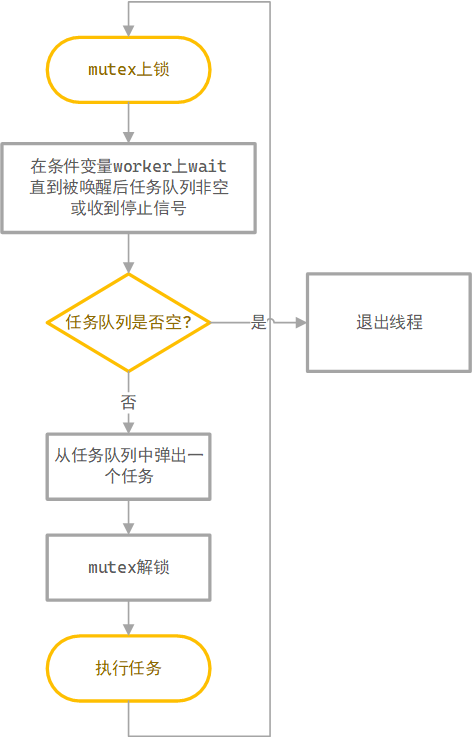 mutex上锁
在条件变量worker上wait
直到被唤醒后任务队列非空
或收到停止信号
任务队列是否空?
是
退出线程
否
从任务队列中弹出一
个任务
mutex解锁
执行任务